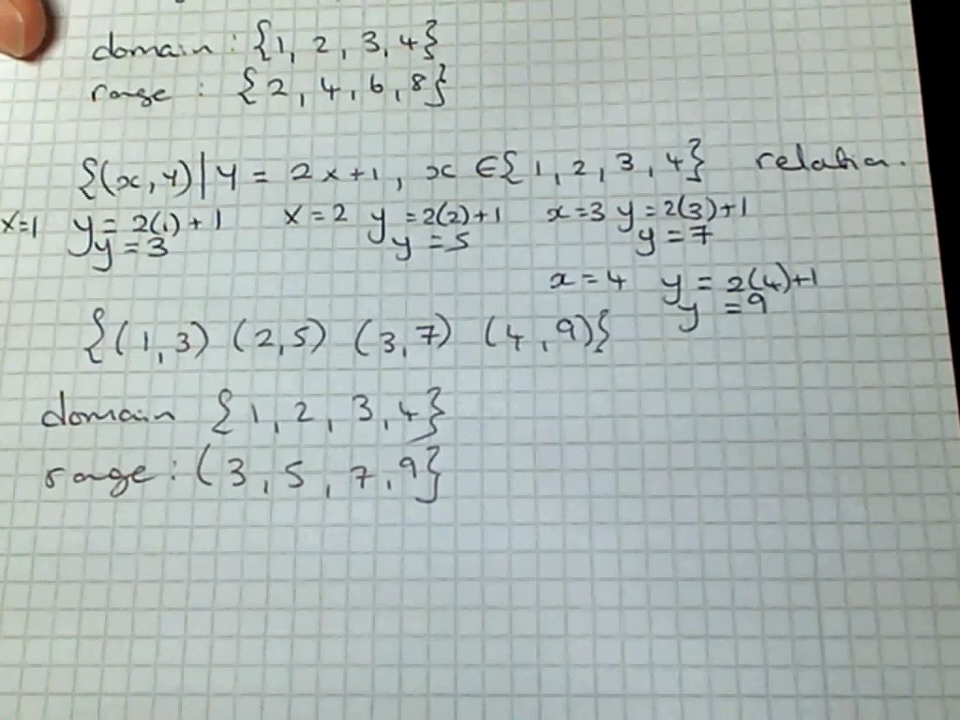 domain : {1, 2, 3, 4}
range : {2, 4, 6, 8}
{(x, y) | y = 2x+1, x ∈ {1, 2, 3, 4} relation.
x=1 y = 2(1) + 1 x = 2 y = 2(2) + 1 x = 3 y = 2(3) + 1
y = 3 y = 5 y = 7
x = 4 y = 2(4) + 1
y = 9
{(1, 3) (2, 5) (3, 7) (4, 9)}
domain {1, 2, 3, 4}
range : (3, 5, 7, 9}